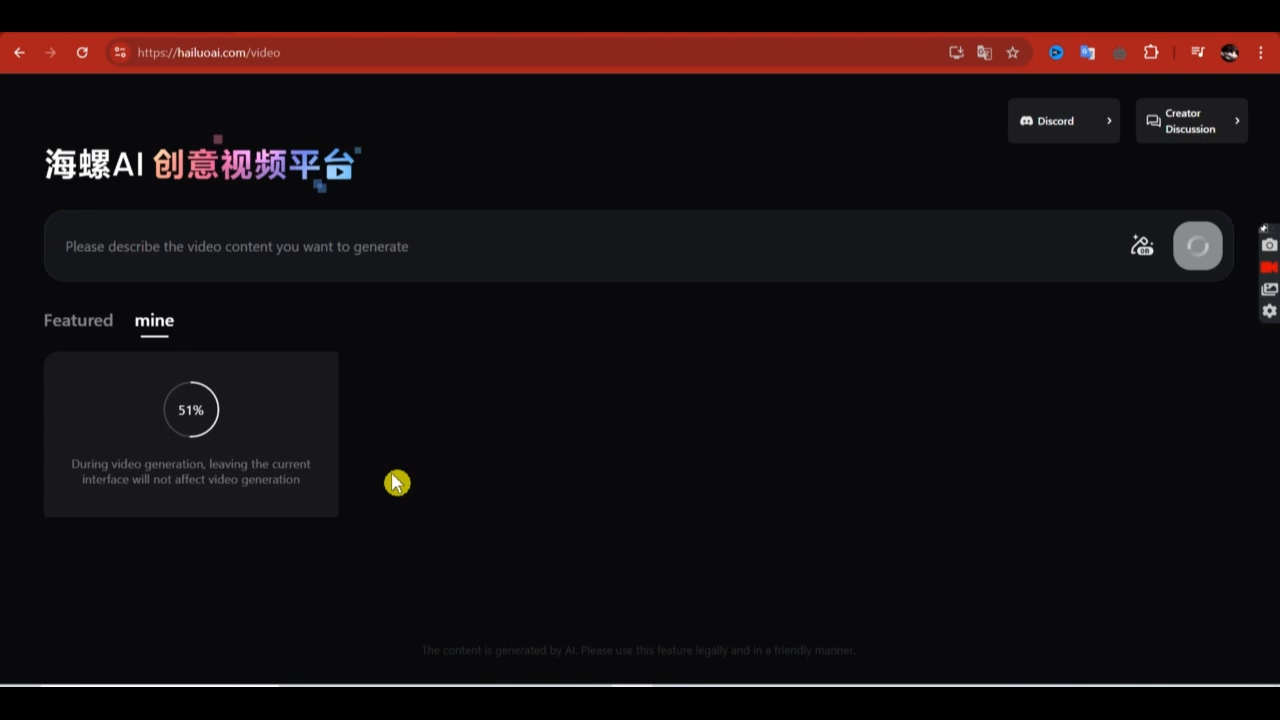 https://hailuoai.com/video
Discord
Creator
Discussion
海螺AI 创意视频平台
Please describe the video content you want to generate
ON
Featured
mine
51%
During video generation, leaving the current
interface will not affect video generation
The content is generated by AI. Please use this feature legally and in a friendly manner.